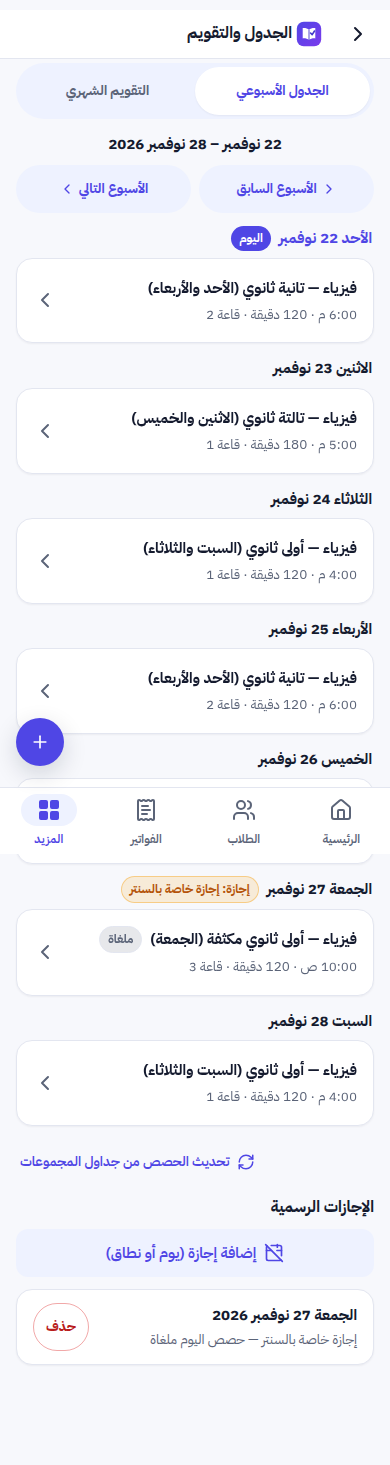 الجدول والتقويم
الجدول الأسبوعي
التقويم الشهري
22 نوفمبر – 28 نوفمبر 2026
الأسبوع السابق
الأسبوع التالي
الأحد 22 نوفمبر اليوم
فيزياء — تانية ثانوي (الأحد والأربعاء)
6:00 م · 120 دقيقة · قاعة 2
الاثنين 23 نوفمبر
فيزياء — تالتة ثانوي (الاثنين والخميس)
5:00 م · 180 دقيقة · قاعة 1
الثلاثاء 24 نوفمبر
فيزياء — أولى ثانوي (السبت والثلاثاء)
4:00 م · 120 دقيقة · قاعة 1
الأربعاء 25 نوفمبر
فيزياء — تانية ثانوي (الأحد والأربعاء)
6:00 م · 120 دقيقة · قاعة 2
الخميس 26 نوفمبر
الرئيسية
الطلاب
الفواتير
المزيد
الجمعة 27 نوفمبر إجازة: إجازة خاصة بالسنتر
فيزياء — أولى ثانوي مكثفة (الجمعة) ملغاة
10:00 ص · 120 دقيقة · قاعة 3
السبت 28 نوفمبر
فيزياء — أولى ثانوي (السبت والثلاثاء)
4:00 م · 120 دقيقة · قاعة 1
تحديث الحصص من جداول المجموعات
الإجازات الرسمية
إضافة إجازة (يوم أو نطاق)
الجمعة 27 نوفمبر 2026
إجازة خاصة بالسنتر — حصص اليوم ملغاة
حذف